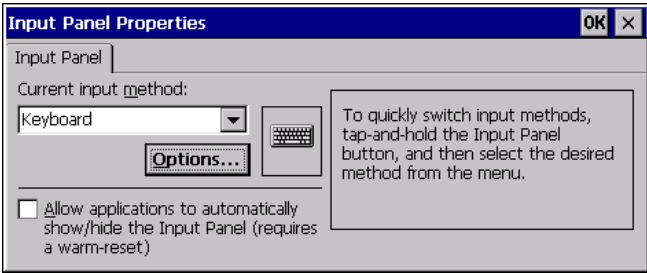 Input Panel Properties
OK ×
Input Panel
Current input method:
Keyboard
Options...
To quickly switch input methods,
tap-and-hold the Input Panel
button, and then select the desired
method from the menu.
Allow applications to automatically
show/hide the Input Panel (requires
a warm-reset)